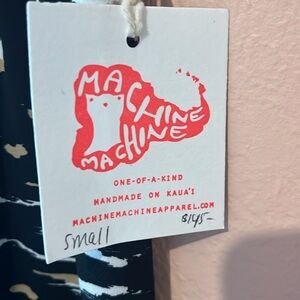 MACHINE
MACHINE
ONE-OF-A-KIND
HANDMADE ON KAUA'I
MACHINEMACHINEAPPAREL.COM
$145-
Small